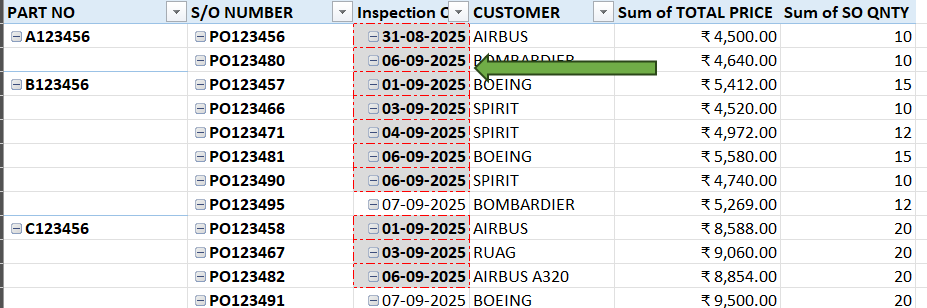 PART NO S/O NUMBER Inspection C CUSTOMER Sum of TOTAL PRICE Sum of SO QNTY
A123456 PO123456 31-08-2025 AIRBUS ₹ 4,500.00 10
PO123480 06-09-2025 BOMBARDIER ₹ 4,640.00 10
B123456 PO123457 01-09-2025 BOEING ₹ 5,412.00 15
PO123466 03-09-2025 SPIRIT ₹ 4,520.00 10
PO123471 04-09-2025 SPIRIT ₹ 4,972.00 12
PO123481 06-09-2025 BOEING ₹ 5,580.00 15
PO123490 06-09-2025 SPIRIT ₹ 4,740.00 10
PO123495 07-09-2025 BOMBARDIER ₹ 5,269.00 12
C123456 PO123458 01-09-2025 AIRBUS ₹ 8,588.00 20
PO123467 03-09-2025 RUAG ₹ 9,060.00 20
PO123482 06-09-2025 AIRBUS A320 ₹ 8,854.00 20
PO123491 07-09-2025 BOEING ₹ 9,500.00 20